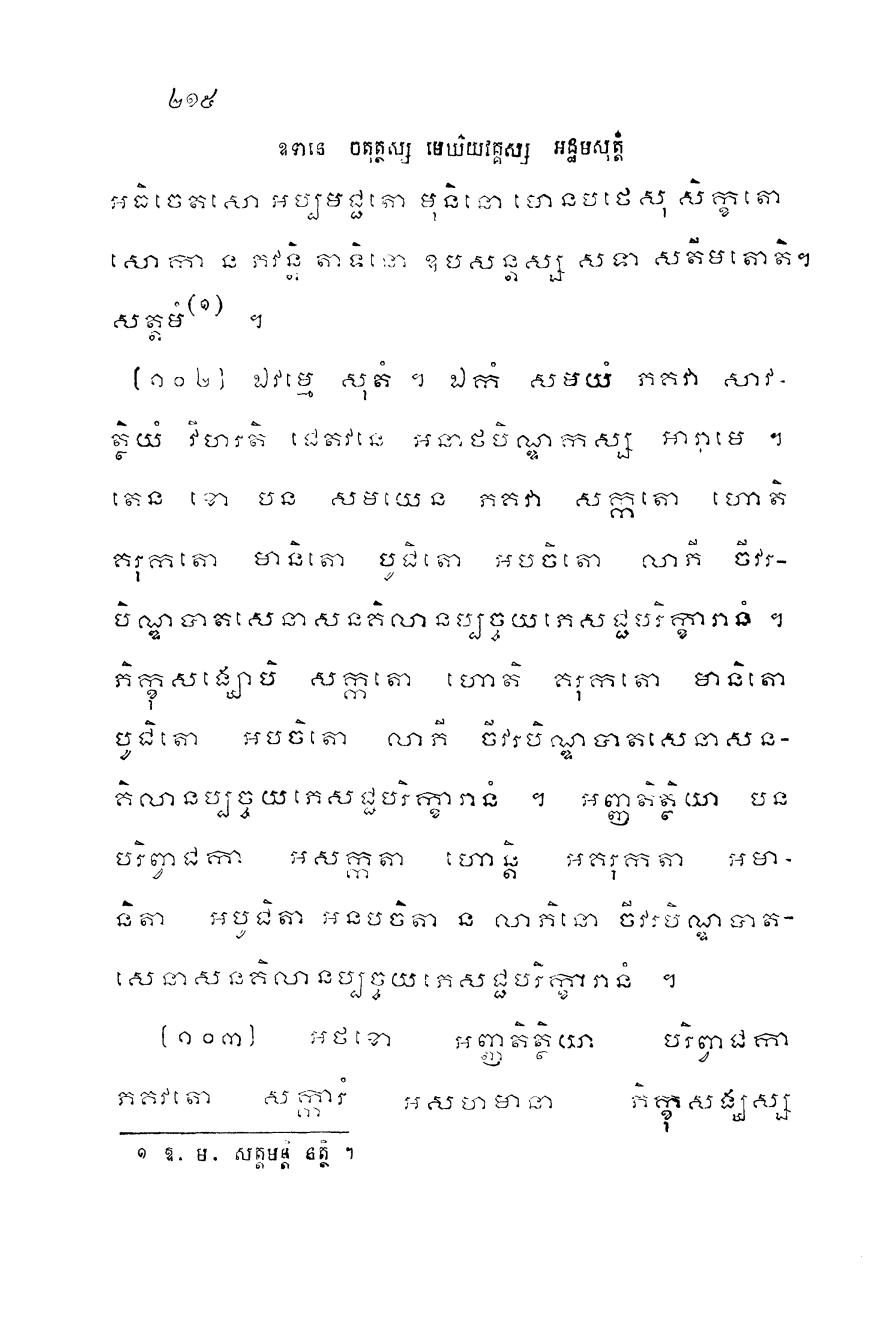 ២១៥
ឧទានេ ចតុត្ថស្ស មេឃិយវគ្គស្ស អដ្ឋមសុត្តំ
អធិចេតសោ អប្បមជ្ជតោ មុនិនោ មោនបថេសុ សិក្ខតោ
សោកា ន ភវន្តិ តាទិនោ ឧបសន្តស្ស សទា សតីមតោតិ។
សត្តមំ(១) ។
[១០២] ឯវម្មេ សុតំ ។ ឯកំ សមយំ ភគវា សាវ-
ត្ថិយំ វិហរតិ ជេតវនេ អនាថបិណ្ឌិកស្ស អារាមេ ។
តេន ខោ បន សមយេន ភគវា សក្កតោ ហោតិ
គរុកតោ មានិតោ បូជិតោ អបចិតោ លាភី ចីវរ-
បិណ្ឌបាតសេនាសនគិលានប្បច្ចយភេសជ្ជបរិក្ខារានំ ។
ភិក្ខុសង្ឃោបិ សក្កតោ ហោតិ គរុកតោ មានិតោ
បូជិតោ អបចិតោ លាភី ចីវរបិណ្ឌបាតសេនាសន-
គិលានប្បច្ចយភេសជ្ជបរិក្ខារានំ ។ អញ្ញតិត្ថិយា បន
បរិព្វាជកា អសក្កតា ហោន្តិ អគរុកតា អមា-
និតា អបូជិតា អនបចិតា ន លាភិនោ ចីវរបិណ្ឌបាត-
សេនាសនគិលានប្បច្ចយភេសជ្ជបរិក្ខារានំ ។
[១០៣] អថខោ អញ្ញតិត្ថិយា បរិព្វាជកា
ភគវតោ សក្ការំ អសហមានា ភិក្ខុសង្ឃស្ស
១ ឱ. ម. សត្តមន្តិ នត្ថិ ។